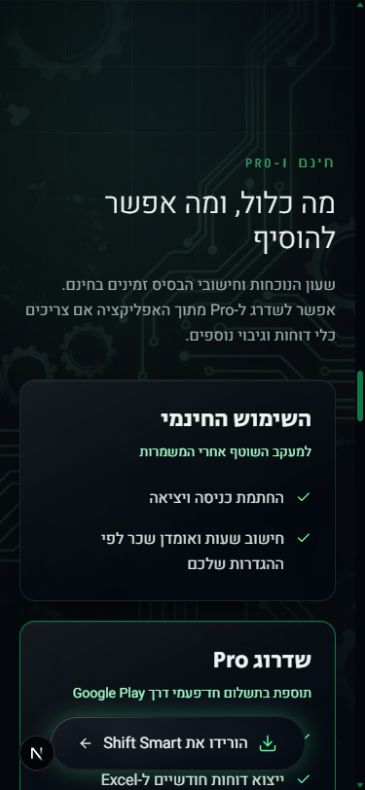 חינם ו-PRO
מה כלול, ומה אפשר
להוסיף
שעון הנוכחות וחישובי הבסיס זמינים בחינם.
אפשר לשדרג ל-Pro מתוך האפליקציה אם צריכים
כלי דוחות וגיבוי נוספים.
השימוש החינמי
למעקב השוטף אחרי המשמרות
החתמת כניסה ויציאה
חישוב שעות ואומדן שכר לפי
ההגדרות שלכם
שדרוג Pro
תוספת בתשלום חד־פעמי דרך Google Play
הורידו את Shift Smart
N
ייצוא דוחות חודשיים ל-Excel